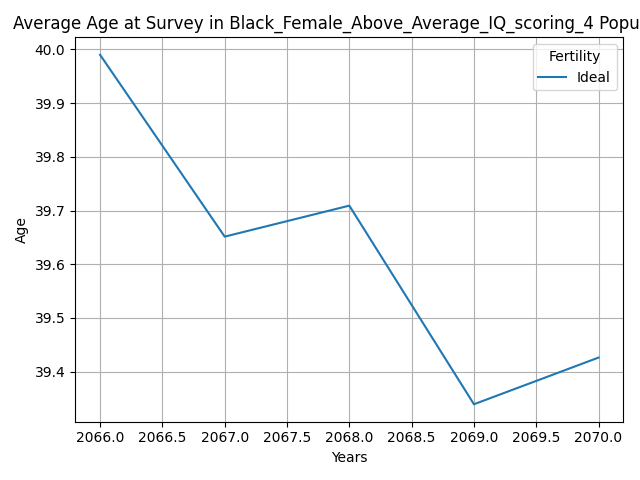 Average Age at Survey in Black_Female_Above_Average_IQ_scoring_4 Popu
40.0
39.9
39.8
39.7
39.6
39.5
39.4
Age
Fertility
Ideal
2066.0 2066.5 2067.0 2067.5 2068.0 2068.5 2069.0 2069.5 2070.0
Years